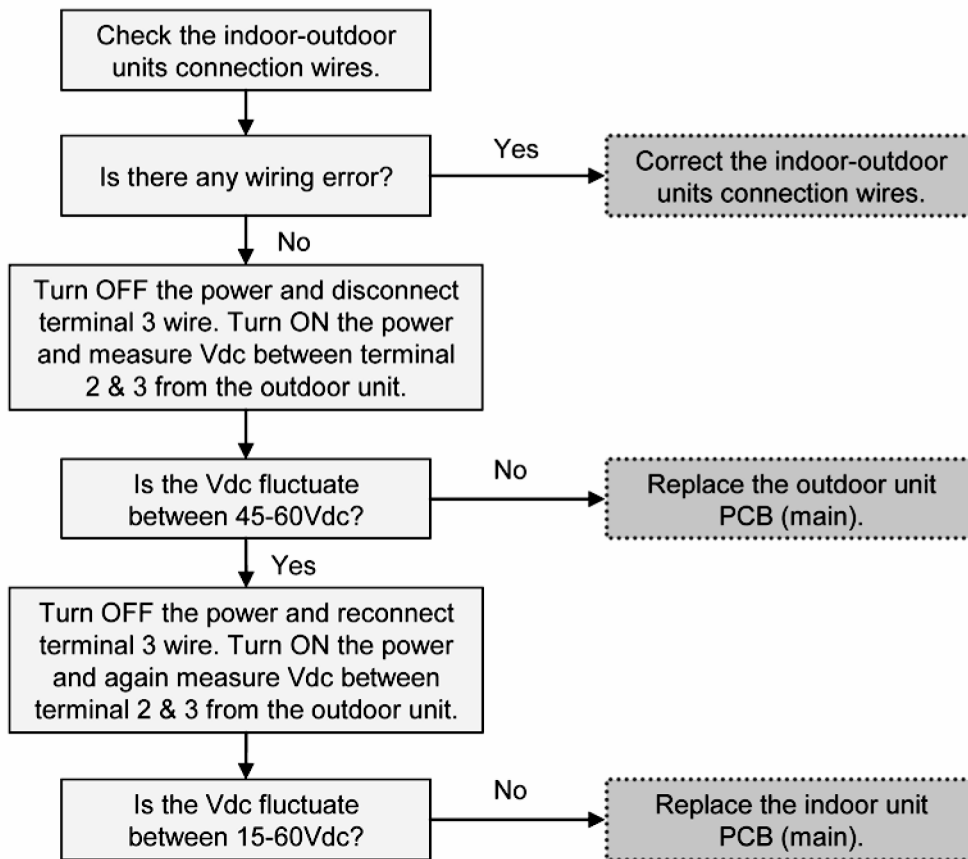 Check the indoor-outdoor
units connection wires.
Is there any wiring error?
Yes
Correct the indoor-outdoor
units connection wires.
No
Turn OFF the power and disconnect
terminal 3 wire. Turn ON the power
and measure Vdc between terminal
2 & 3 from the outdoor unit.
Is the Vdc fluctuate
between 45-60Vdc?
No
Replace the outdoor unit
PCB (main).
Yes
Turn OFF the power and reconnect
terminal 3 wire. Turn ON the power
and again measure Vdc between
terminal 2 & 3 from the outdoor unit.
Is the Vdc fluctuate
between 15-60Vdc?
No
Replace the indoor unit
PCB (main).